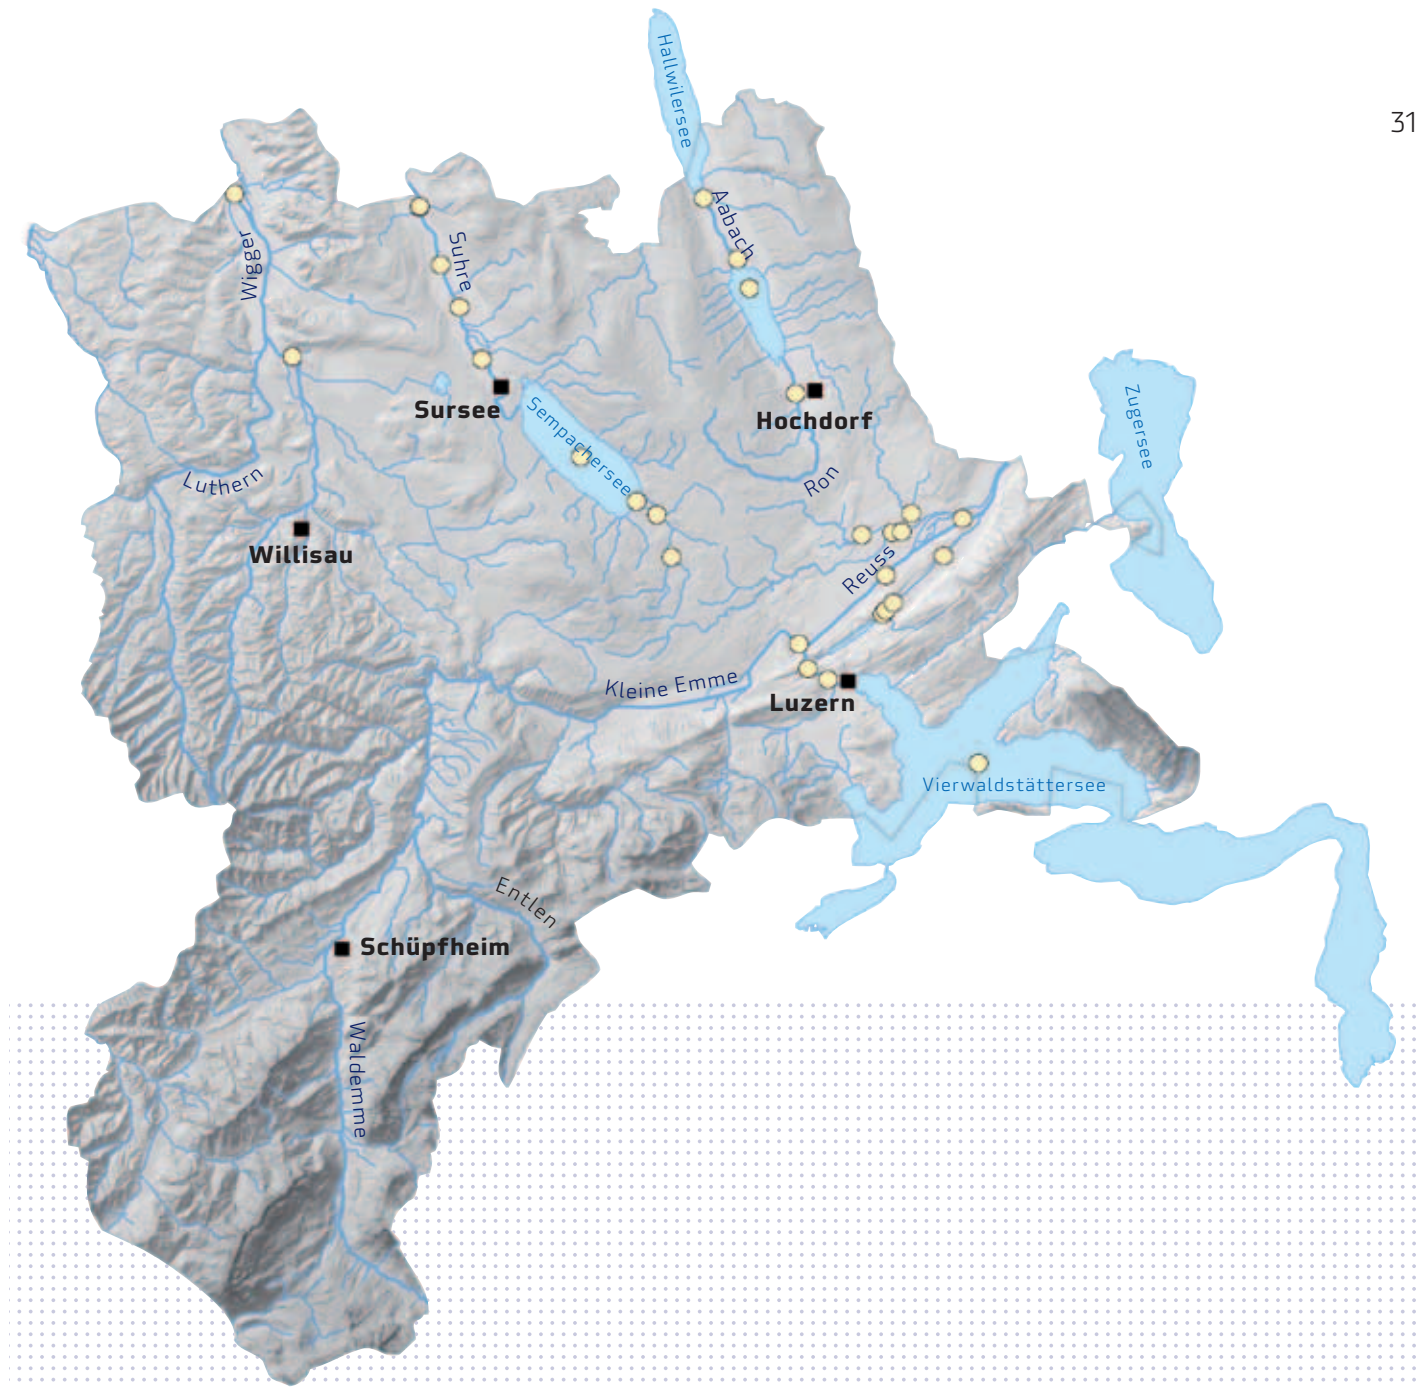 Hallwilersee
31
Aabach
Wigger
Suhre
Sursee
Hochdorf
Zugersee
Sempachersee
Luthern
Ron
Willisau
Reuss
Kleine Emme
Luzern
Vierwaldstättersee
Entlen
Schüpfheim
Waldemme